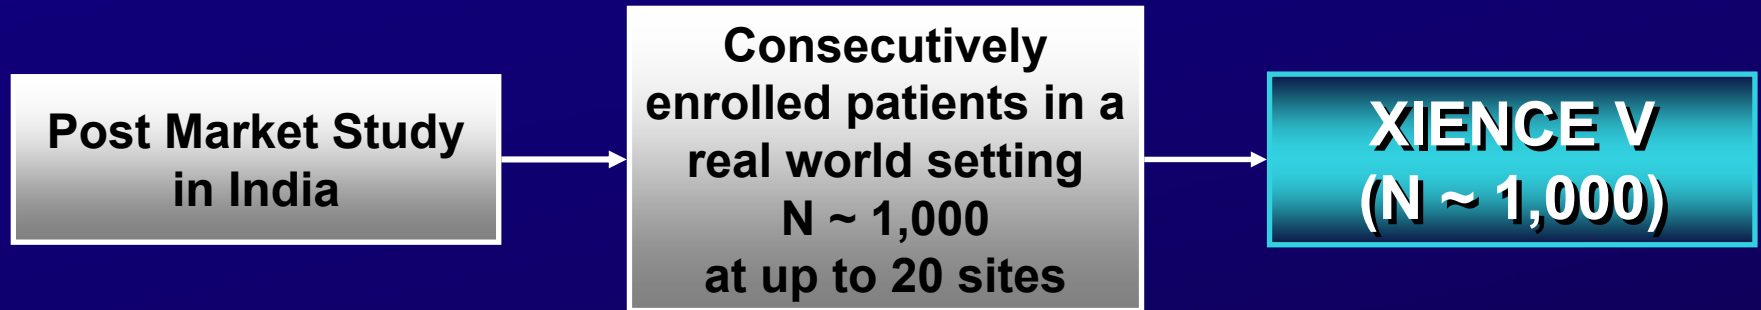 Post Market Study
in India
Consecutively
enrolled patients in a
real world setting
N ~ 1,000
at up to 20 sites
XIENCE V
(N ~ 1,000)